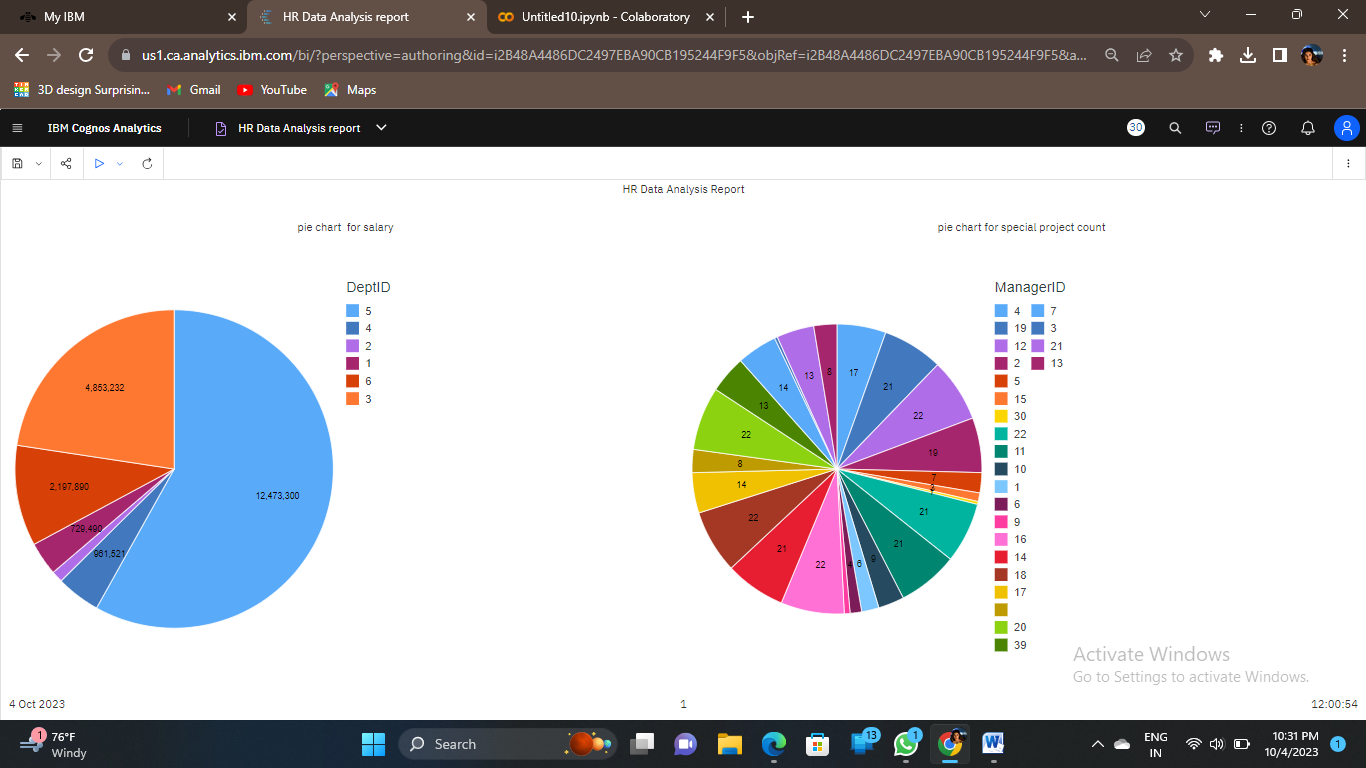 My IBM
HR Data Analysis report
Untitled10.ipynb - Colaboratory
us1.ca.analytics.ibm.com/bi/?perspective=authoring&id=i2B48A4486DC2497EBA90CB195244F9F5&objRef=i2B48A4486DC2497EBA90CB195244F9F5&a...
3D design Surprisin...
Gmail
YouTube
Maps
IBM Cognos Analytics
HR Data Analysis report
30
HR Data Analysis Report
pie chart  for salary
DeptID
5
4
2
1
6
3
4,853,232
2,197,890
729,490
961,521
12,473,300
pie chart for special project count
ManagerID
4 7
19 3
12 21
2 13
5
15
30
22
11
10
1
6
9
16
14
18
17
20
39
17
21
22
19
7
21
21
9
6
4
22
21
22
14
8
22
13
14
13
8
Activate Windows
Go to Settings to activate Windows.
4 Oct 2023
1
12:00:54
1
76°F
Windy
Search
13
1
ENG
IN
10:31 PM
10/4/2023
1